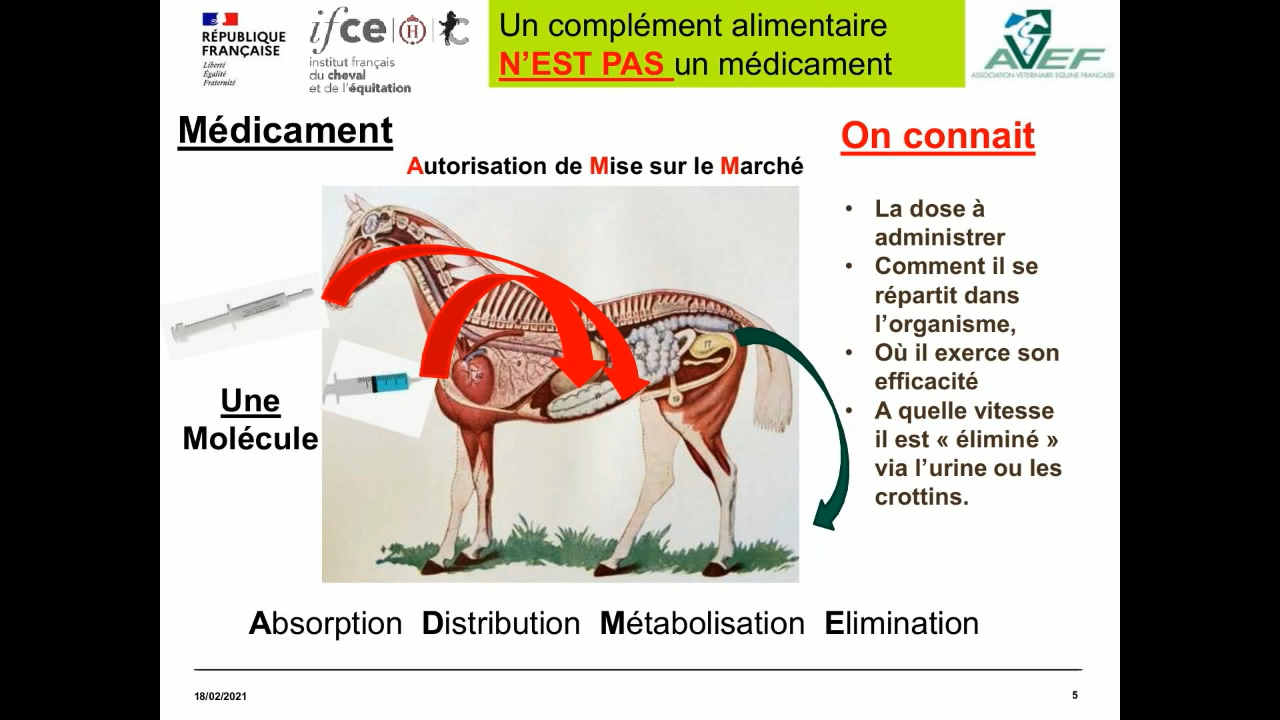 RÉPUBLIQUE
FRANÇAISE
Liberté
Égalité
Fraternité
ifce
H
institut français
du cheval
et de l'équitation
Un complément alimentaire
N'EST PAS un médicament
AVEF
ASSOCIATION VÉTÉRINAIRE EQUINE FRANÇAISE
Médicament
On connait
Autorisation de Mise sur le Marché
• La dose à
administrer
• Comment il se
répartit dans
l'organisme,
• Où il exerce son
efficacité
• A quelle vitesse
il est « éliminé »
via l'urine ou les
crottins.
Une
Molécule
Absorption Distribution Métabolisation Elimination
18/02/2021
5